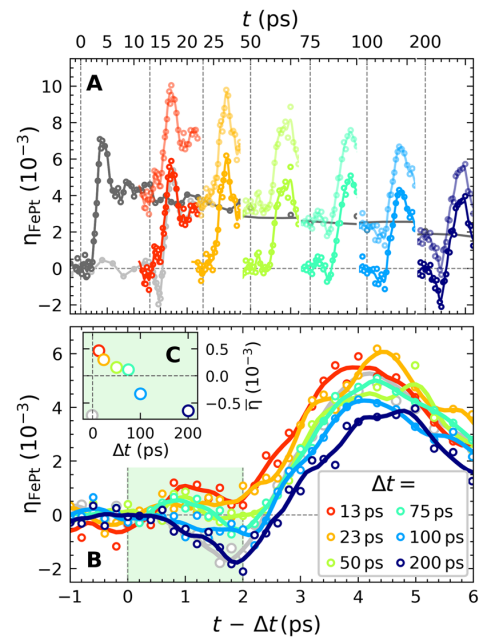 t (ps)
0 5 10 15 20 25 50 75 100 200
A
η_FePt (10⁻³)
10
8
6
4
2
0
−2
C
0.5
0.0
−0.5
η̅ (10⁻³)
0 100 200
Δt (ps)
η_FePt (10⁻³)
6
4
2
0
−2
B
Δt =
13 ps 75 ps
23 ps 100 ps
50 ps 200 ps
−1 0 1 2 3 4 5 6
t − Δt (ps)